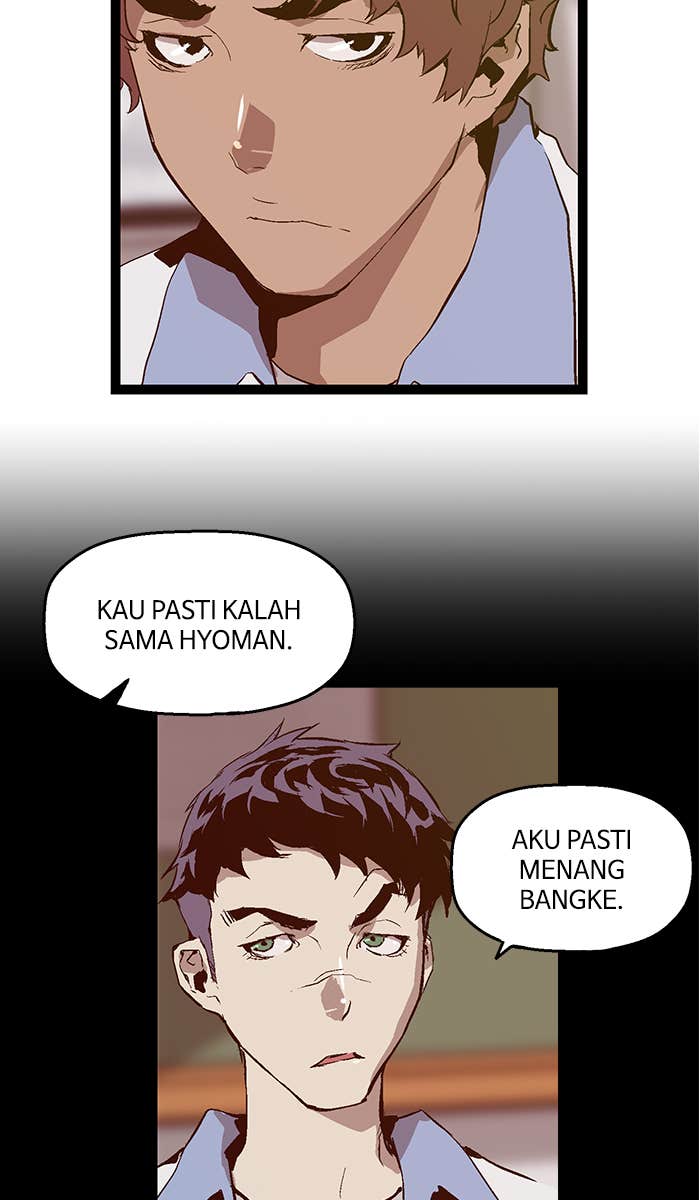 KAU PASTI KALAH
SAMA HYOMAN.
AKU PASTI
MENANG
BANGKE.